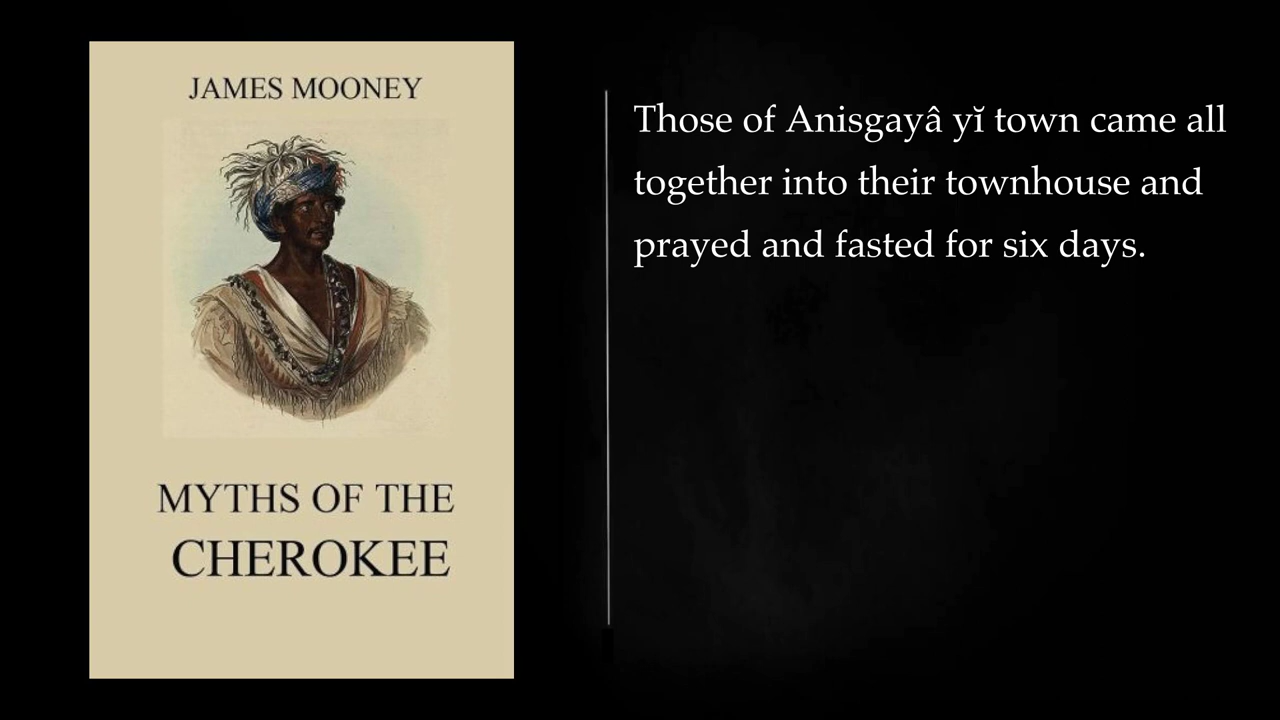 JAMES MOONEY
MYTHS OF THE
CHEROKEE
Those of Anisgayâ yĭ town came all
together into their townhouse and
prayed and fasted for six days.